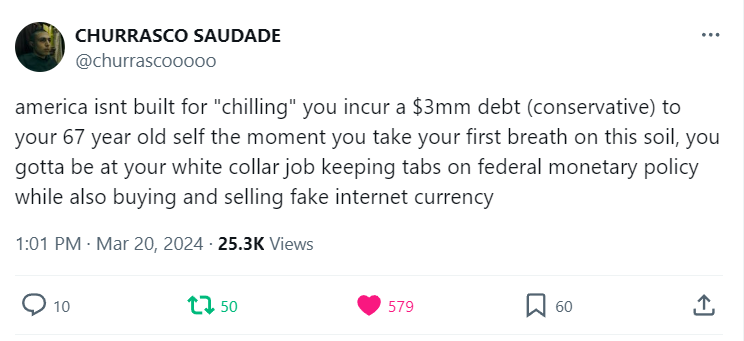 CHURRASCO SAUDADE
@churrascooooo
america isnt built for "chilling" you incur a $3mm debt (conservative) to
your 67 year old self the moment you take your first breath on this soil, you
gotta be at your white collar job keeping tabs on federal monetary policy
while also buying and selling fake internet currency
1:01 PM · Mar 20, 2024 · 25.3K Views
10 50 579 60